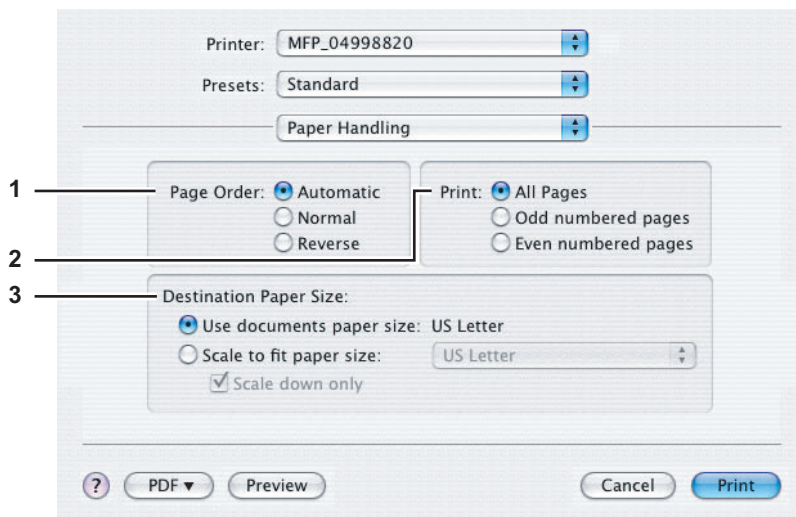 Printer: MFP_04998820
Presets: Standard
Paper Handling
1
Page Order: Automatic
Normal
Reverse
2
Print: All Pages
Odd numbered pages
Even numbered pages
3
Destination Paper Size:
Use documents paper size: US Letter
Scale to fit paper size: US Letter
Scale down only
? PDF ▼ Preview Cancel Print